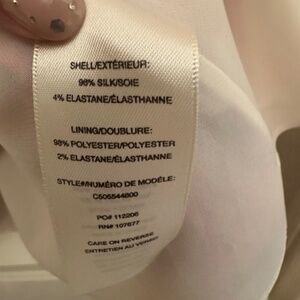 SHELL/EXTÉRIEUR:
96% SILK/SOIE
4% ELASTANE/ÉLASTHANNE
LINING/DOUBLURE:
98% POLYESTER/POLYESTER
2% ELASTANE/ÉLASTHANNE
STYLE#/NUMÉRO DE MODÈLE:
C505544800
PO# 112206
RN# 107677
CARE ON REVERSE
ENTRETIEN AU VERSO